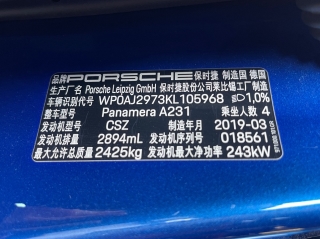 品牌 PORSCHE 保时捷 制造国 德国
生产厂名 Porsche Leipzig GmbH 保时捷股份公司莱比锡工厂制造
车辆识别代号 WP0AJ2973KL105968 1,0%
整车型号 Panamera A231 乘坐人数 4
发动机型号 CSZ 制造年月 2019-03
发动机排量 2894mL 发动机序列号 018561
最大允许总质量 2425kg 发动机最大净功率 243kW